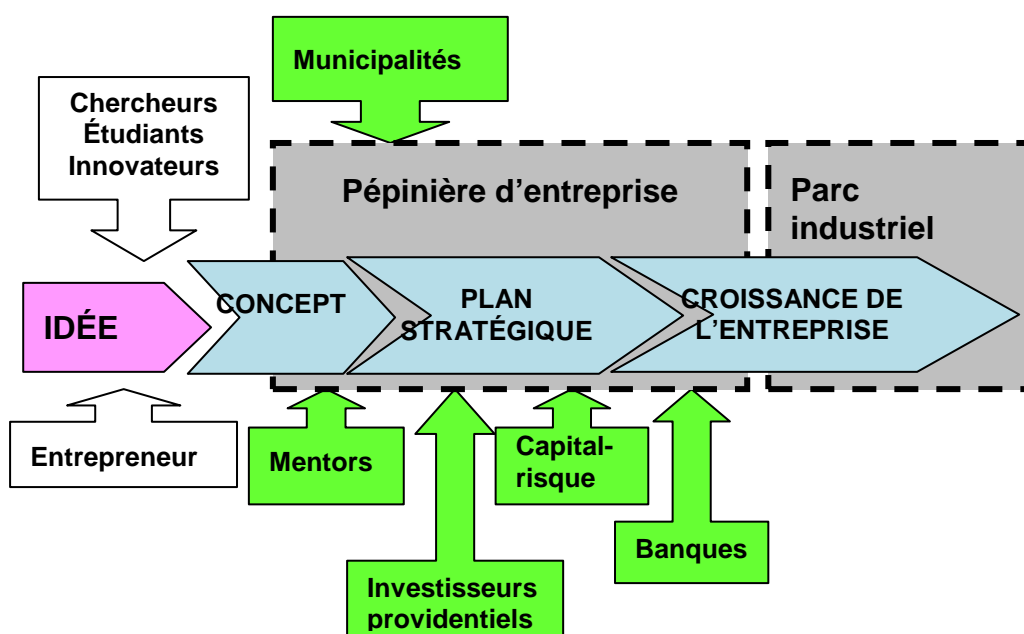 Municipalités
Chercheurs
Étudiants
Innovateurs
Pépinière d’entreprise
Parc
industriel
IDÉE
CONCEPT
PLAN
STRATÉGIQUE
CROISSANCE DE
L’ENTREPRISE
Entrepreneur
Mentors
Capital-
risque
Banques
Investisseurs
providentiels